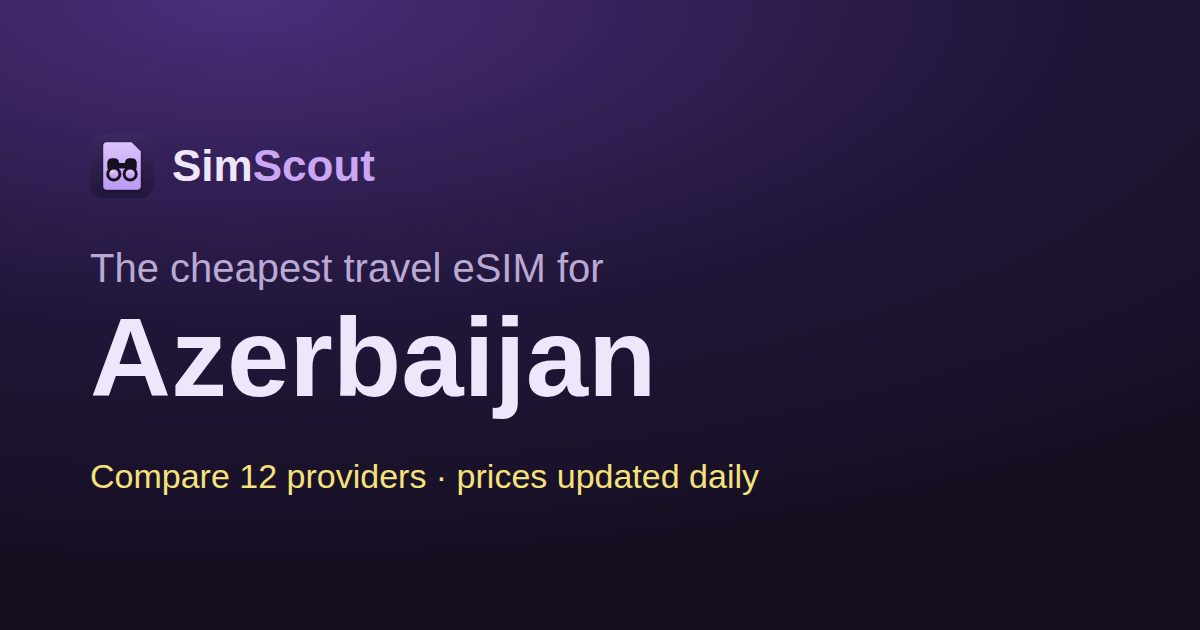 SimScout
The cheapest travel eSIM for
Azerbaijan
Compare 12 providers · prices updated daily